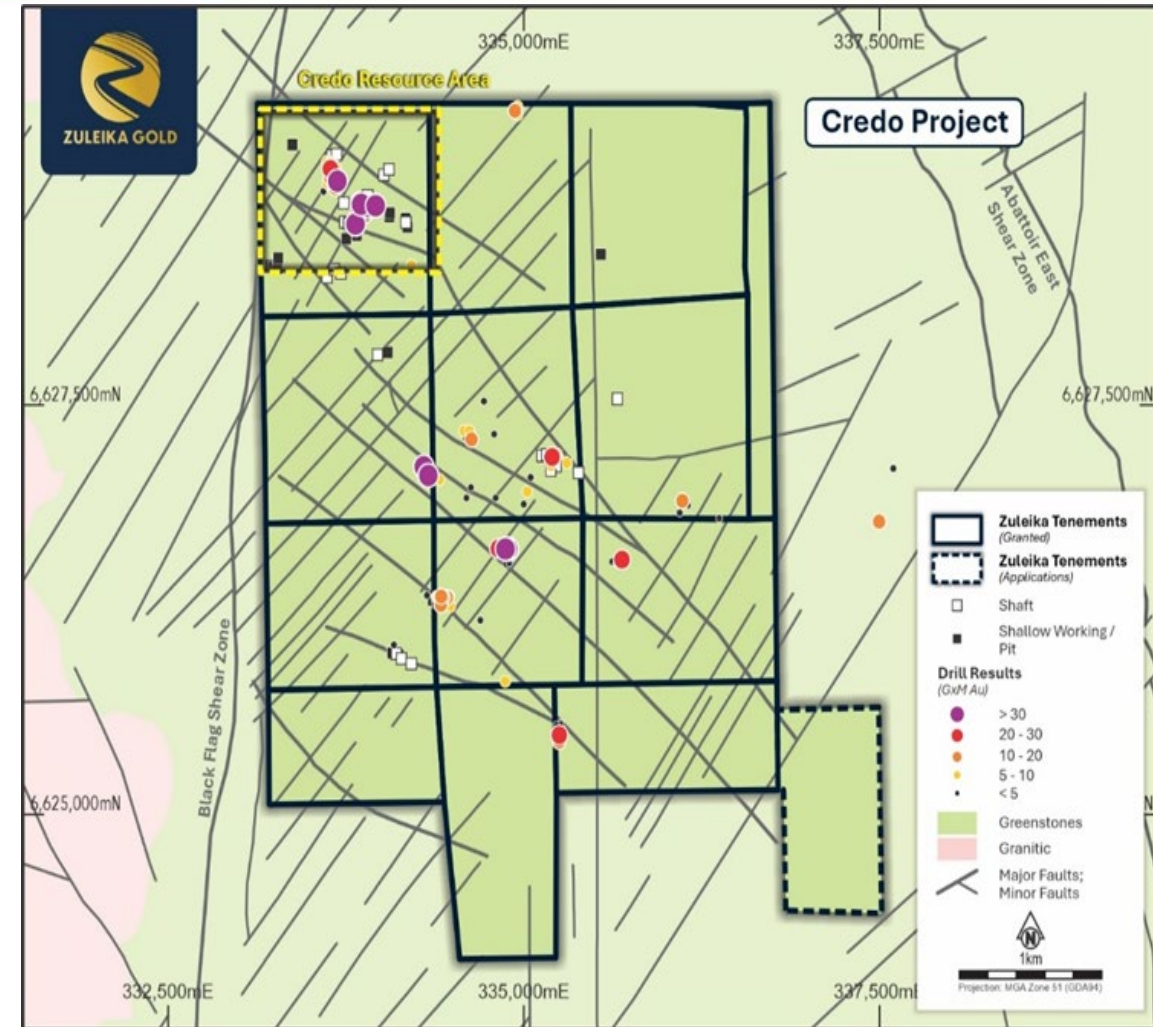 335,000mE
337,500mE
ZULEIKA GOLD
Credo Resource Area
Credo Project
Abattoir East
Shear Zone
6,627,500mN
6,627,500mN
Zuleika Tenements
(Granted)
Zuleika Tenements
(Applications)
Shaft
Shallow Working /
Pit
Drill Results
(GxM Au)
> 30
20 - 30
10 - 20
5 - 10
< 5
Greenstones
Granitic
Major Faults;
Minor Faults
N
1km
Projection: MGA Zone 51 (GDA94)
Black Flag Shear Zone
6,625,000mN
N
332,500mE
335,000mE
337,500mE